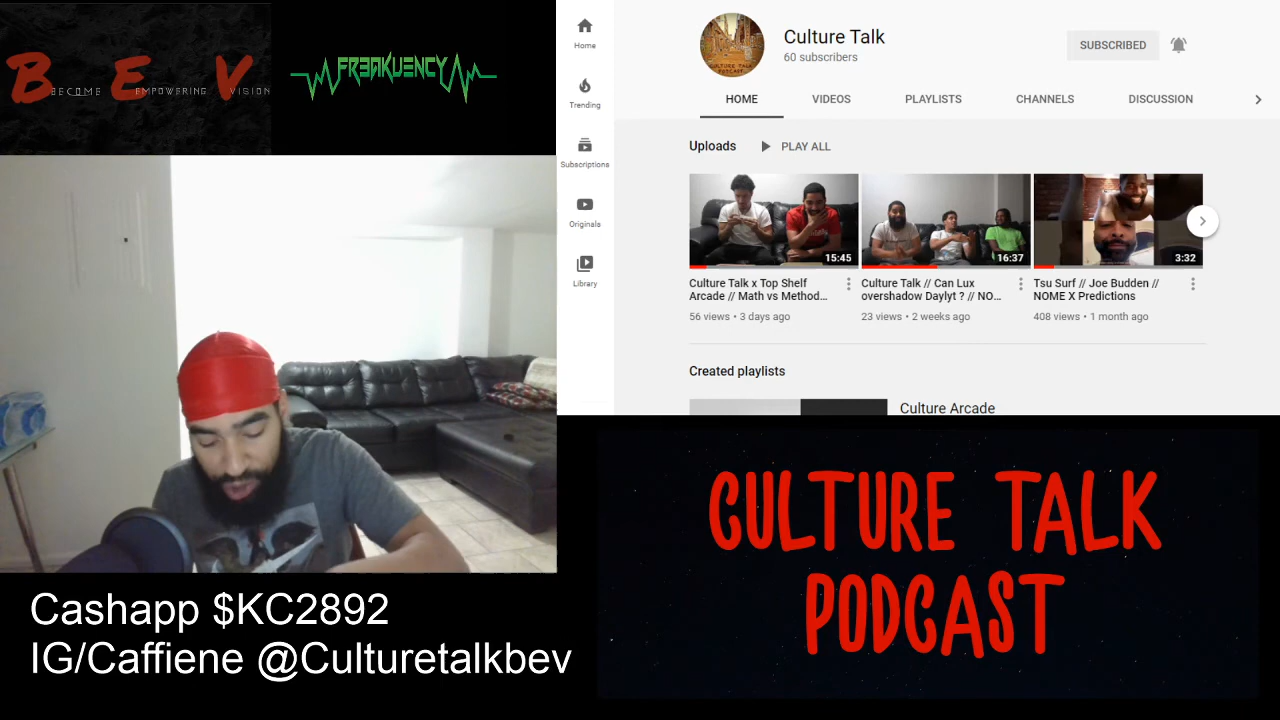 B E V
BECOME EMPOWERING VISION
FR3AKUENCY
Home
Trending
Subscriptions
Originals
Library
Culture Talk
60 subscribers
SUBSCRIBED
HOME VIDEOS PLAYLISTS CHANNELS DISCUSSION
Uploads PLAY ALL
CULTURE TALK
15:45
16:37
3:32
Culture Talk x Top Shelf
Arcade // Math vs Method...
56 views • 3 days ago
Culture Talk // Can Lux
overshadow Daylyt ? // NO...
23 views • 2 weeks ago
Tsu Surf // Joe Budden //
NOME X Predictions
408 views • 1 month ago
Created playlists
Culture Arcade
CULTURE TALK
PODCAST
Cashapp $KC2892
IG/Caffiene @Culturetalkbev